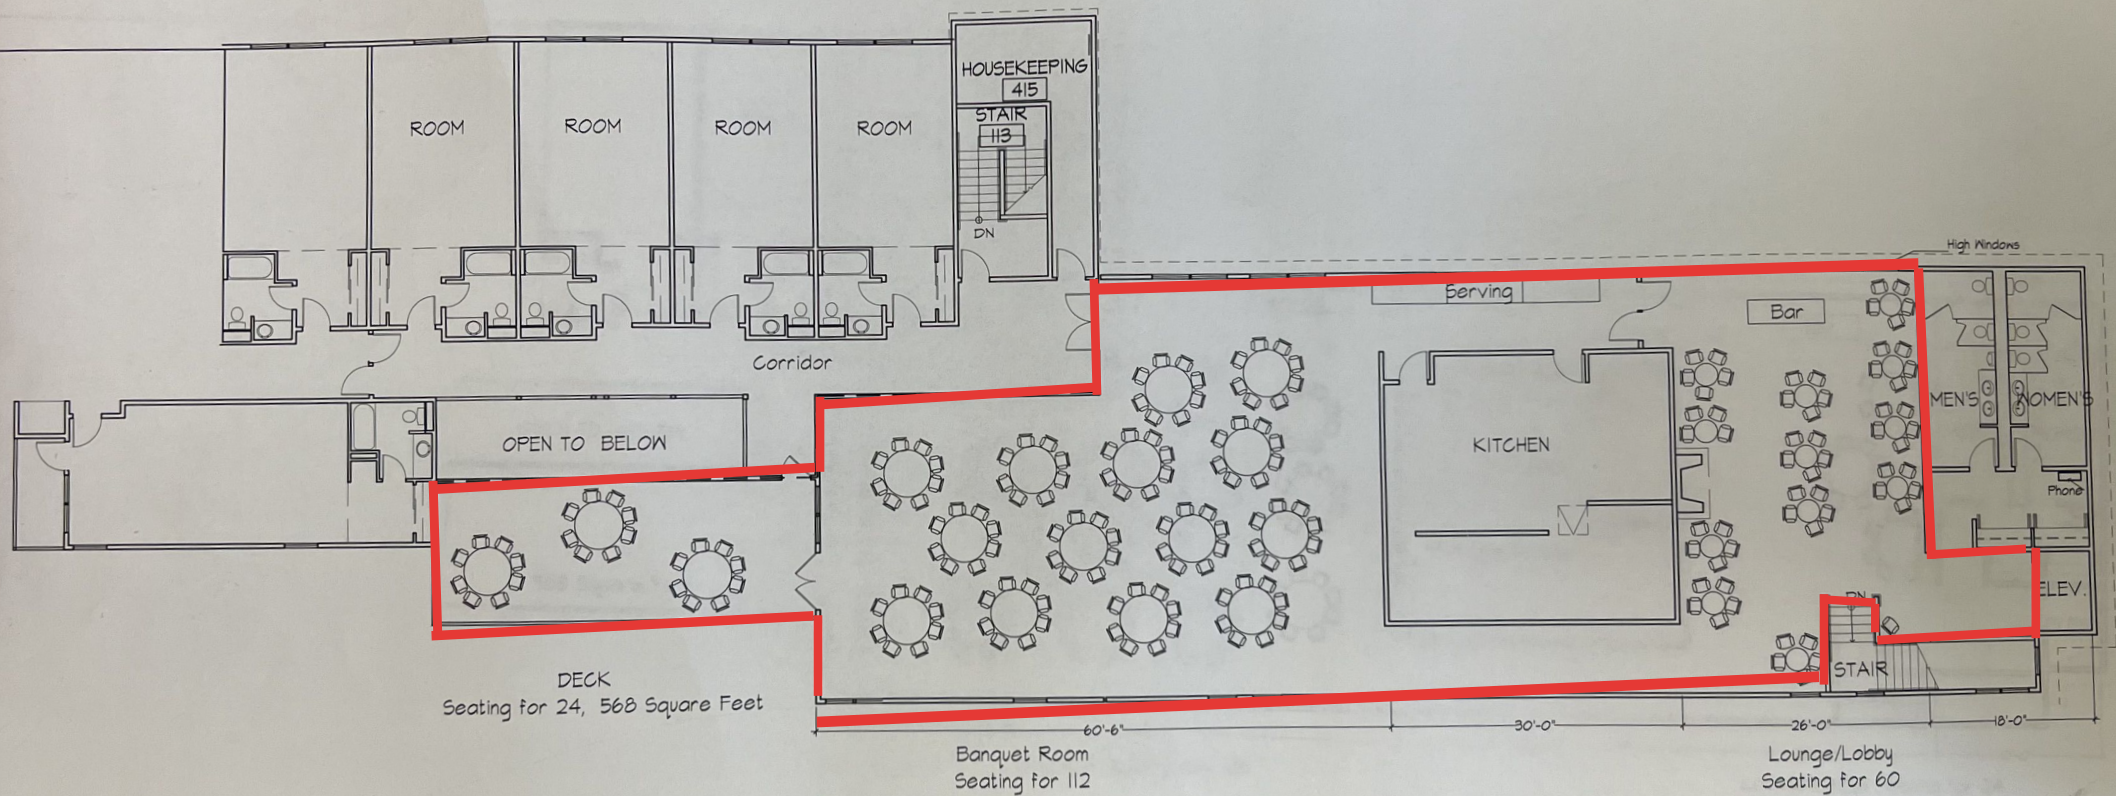 HOUSEKEEPING
415
STAIR
113
DN
ROOM
ROOM
ROOM
ROOM
High Windows
Serving
Bar
Corridor
MEN'S
WOMEN'S
OPEN TO BELOW
KITCHEN
Phone
DN
ELEV.
STAIR
DECK
Seating for 24, 568 Square Feet
60'-6"
30'-0"
26'-0"
18'-0"
Banquet Room
Seating for 112
Lounge/Lobby
Seating for 60